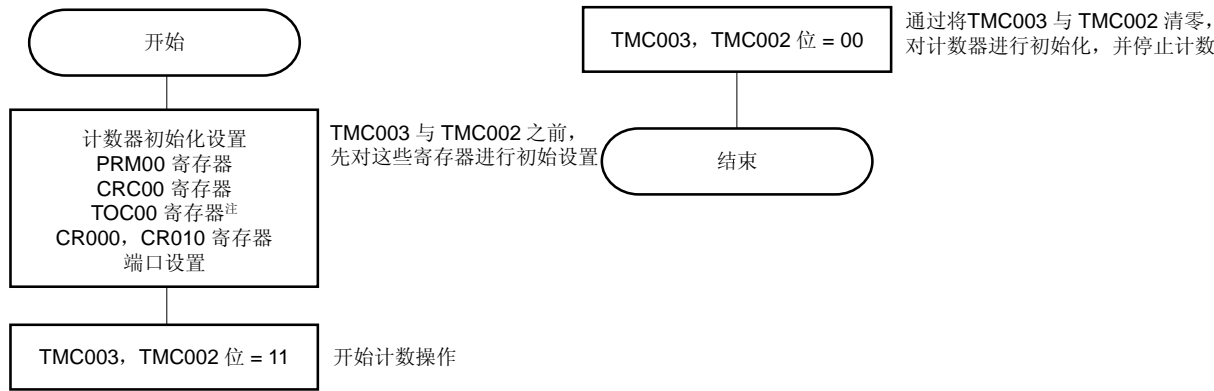 开始
计数器初始化设置
PRM00 寄存器
CRC00 寄存器
TOC00 寄存器注
CR000，CR010 寄存器
端口设置
TMC003 与 TMC002 之前，
先对这些寄存器进行初始设置
TMC003，TMC002 位 = 11
开始计数操作
TMC003，TMC002 位 = 00
通过将TMC003 与 TMC002 清零，
对计数器进行初始化，并停止计数
结束